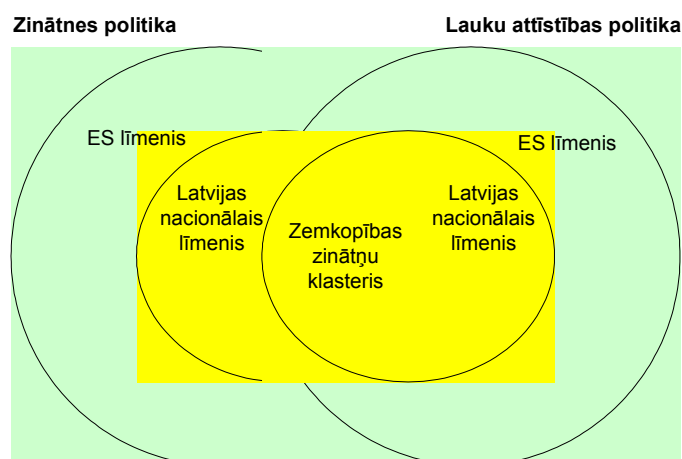 Zinātnes politika
Lauku attīstības politika
ES līmenis
ES līmenis
Latvijas
nacionālais
līmenis
Zemkopības
zinātņu
klasteris
Latvijas
nacionālais
līmenis